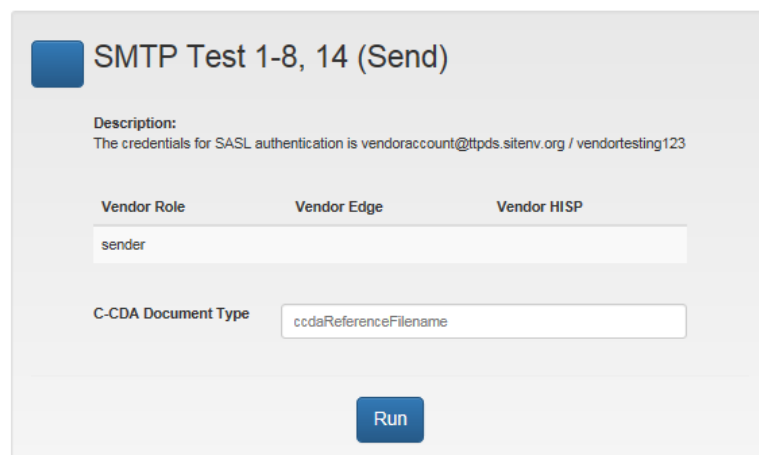 SMTP Test 1-8, 14 (Send)
Description:
The credentials for SASL authentication is vendoraccount@ttpds.sitenv.org / vendortesting123
Vendor Role Vendor Edge Vendor HISP
sender
C-CDA Document Type ccdaReferenceFilename
Run